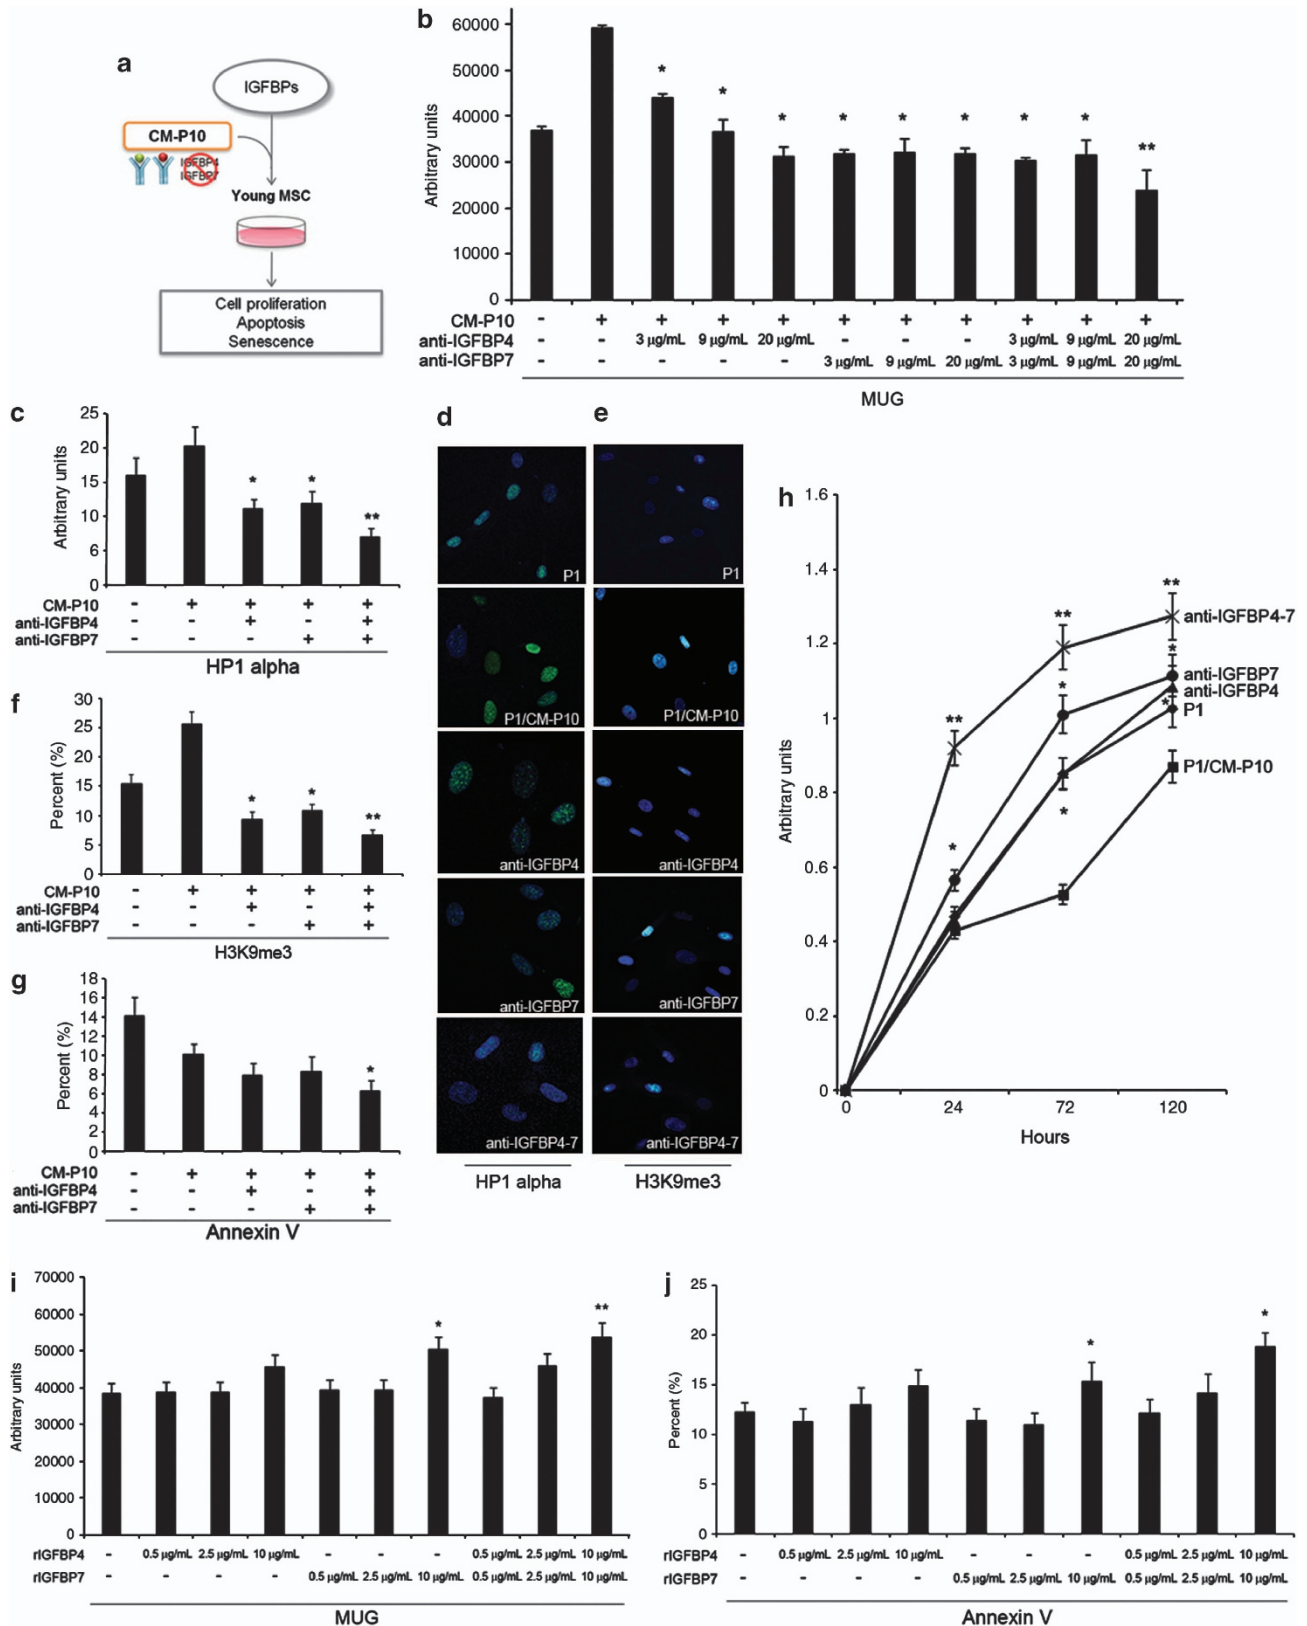 a
IGFBPs
CM-P10
IGFBP4
IGFBP7
Young MSC
Cell proliferation
Apoptosis
Senescence
b
60000
50000
40000
30000
20000
10000
0
Arbitrary units
* * * * * * * * **
CM-P10 - + + + + + + + + + +
anti-IGFBP4 - - 3 µg/mL 9 µg/mL 20 µg/mL - - - 3 µg/mL 9 µg/mL 20 µg/mL
anti-IGFBP7 - - - - - 3 µg/mL 9 µg/mL 20 µg/mL 3 µg/mL 9 µg/mL 20 µg/mL
MUG
c
25
20
15
10
6
0
Arbitrary units
* * **
CM-P10 - + + + +
anti-IGFBP4 - - + - +
anti-IGFBP7 - - - + +
HP1 alpha
d
P1
P1/CM-P10
anti-IGFBP4
anti-IGFBP7
anti-IGFBP4-7
HP1 alpha
e
P1
P1/CM-P10
anti-IGFBP4
anti-IGFBP7
anti-IGFBP4-7
H3K9me3
f
30
25
20
15
10
5
0
Percent (%)
* * **
CM-P10 - + + + +
anti-IGFBP4 - - + - +
anti-IGFBP7 - - - + +
H3K9me3
g
18
16
14
12
10
8
6
4
2
0
Percent (%)
*
CM-P10 - + + + +
anti-IGFBP4 - - + - +
anti-IGFBP7 - - - + +
Annexin V
h
1.6
1.4
1.2
1
0.8
0.6
0.4
0.2
0
Arbitrary units
** ** **
* * *
* *
anti-IGFBP4-7
anti-IGFBP7
anti-IGFBP4
P1
P1/CM-P10
0 24 72 120
Hours
i
70000
60000
50000
40000
30000
20000
10000
0
Arbitrary units
* **
rIGFBP4 - 0.5 µg/mL 2.5 µg/mL 10 µg/mL - - - 0.5 µg/mL 2.5 µg/mL 10 µg/mL
rIGFBP7 - - - - 0.5 µg/mL 2.5 µg/mL 10 µg/mL 0.5 µg/mL 2.5 µg/mL 10 µg/mL
MUG
j
25
20
15
10
5
0
Percent (%)
* *
rIGFBP4 - 0.5 µg/mL 2.5 µg/mL 10 µg/mL - - - 0.5 µg/mL 2.5 µg/mL 10 µg/mL
rIGFBP7 - - - - 0.5 µg/mL 2.5 µg/mL 10 µg/mL 0.5 µg/mL 2.5 µg/mL 10 µg/mL
Annexin V